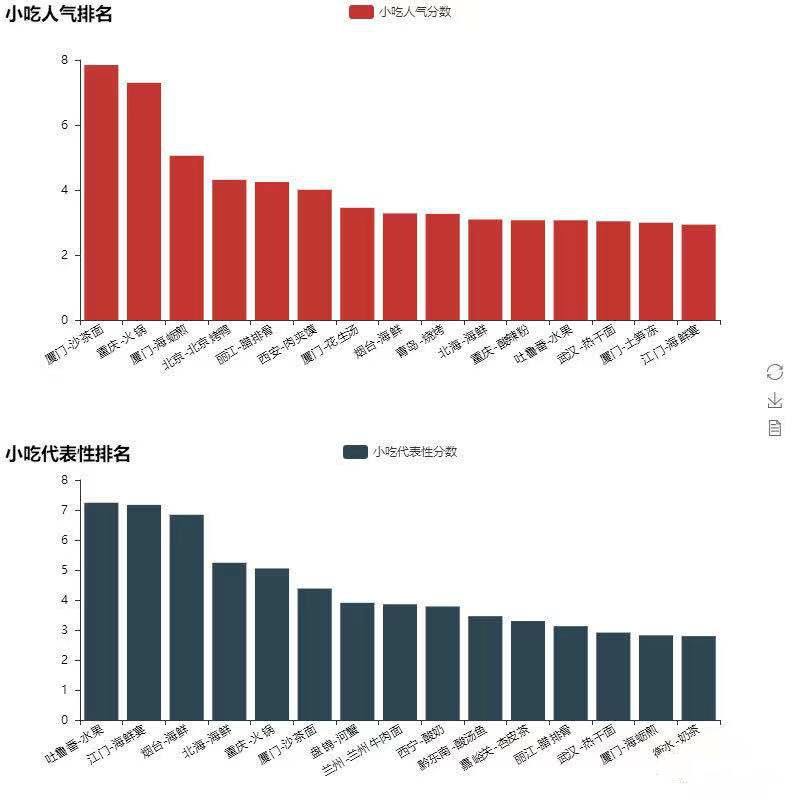 小吃人气排名
小吃人气分数
8
6
4
2
0
厦门-沙茶面
重庆-火锅
厦门-海蛎煎
北京-北京烤鸭
丽江-腊排骨
西安-肉夹馍
厦门-花生汤
烟台-海鲜
青岛-烧烤
北海-海鲜
重庆-酸辣粉
吐鲁番-水果
武汉-热干面
厦门-土笋冻
江门-海鲜宴
小吃代表性排名
小吃代表性分数
8
7
6
5
4
3
2
1
0
吐鲁番-水果
江门-海鲜宴
烟台-海鲜
北海-海鲜
重庆-火锅
厦门-沙茶面
盘锦-河蟹
兰州-兰州牛肉面
西宁-酸奶
黔东南-酸汤鱼
嘉峪关-杏皮茶
丽江-腊排骨
武汉-热干面
厦门-海蛎煎
衡水-奶茶